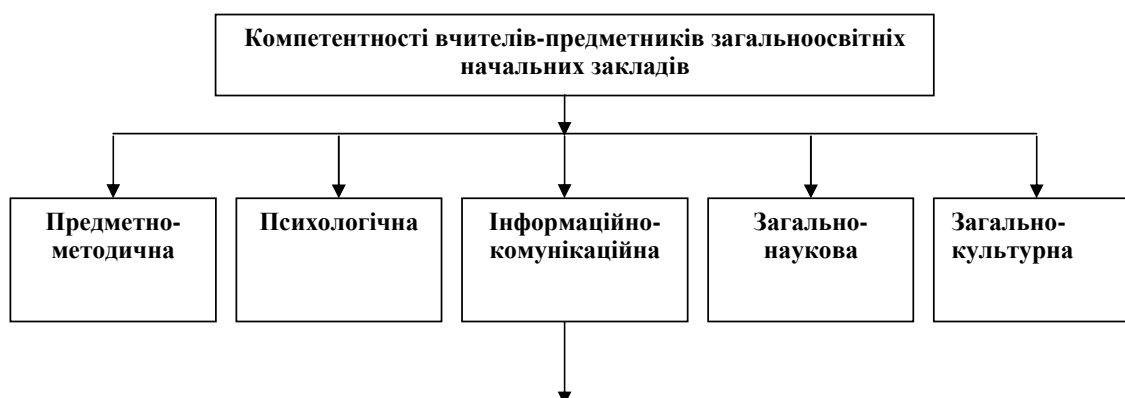 Компетентності вчителів-предметників загальноосвітніх
начальних закладів
Предметно-
методична
Психологічна
Інформаційно-
комунікаційна
Загально-
наукова
Загально-
культурна